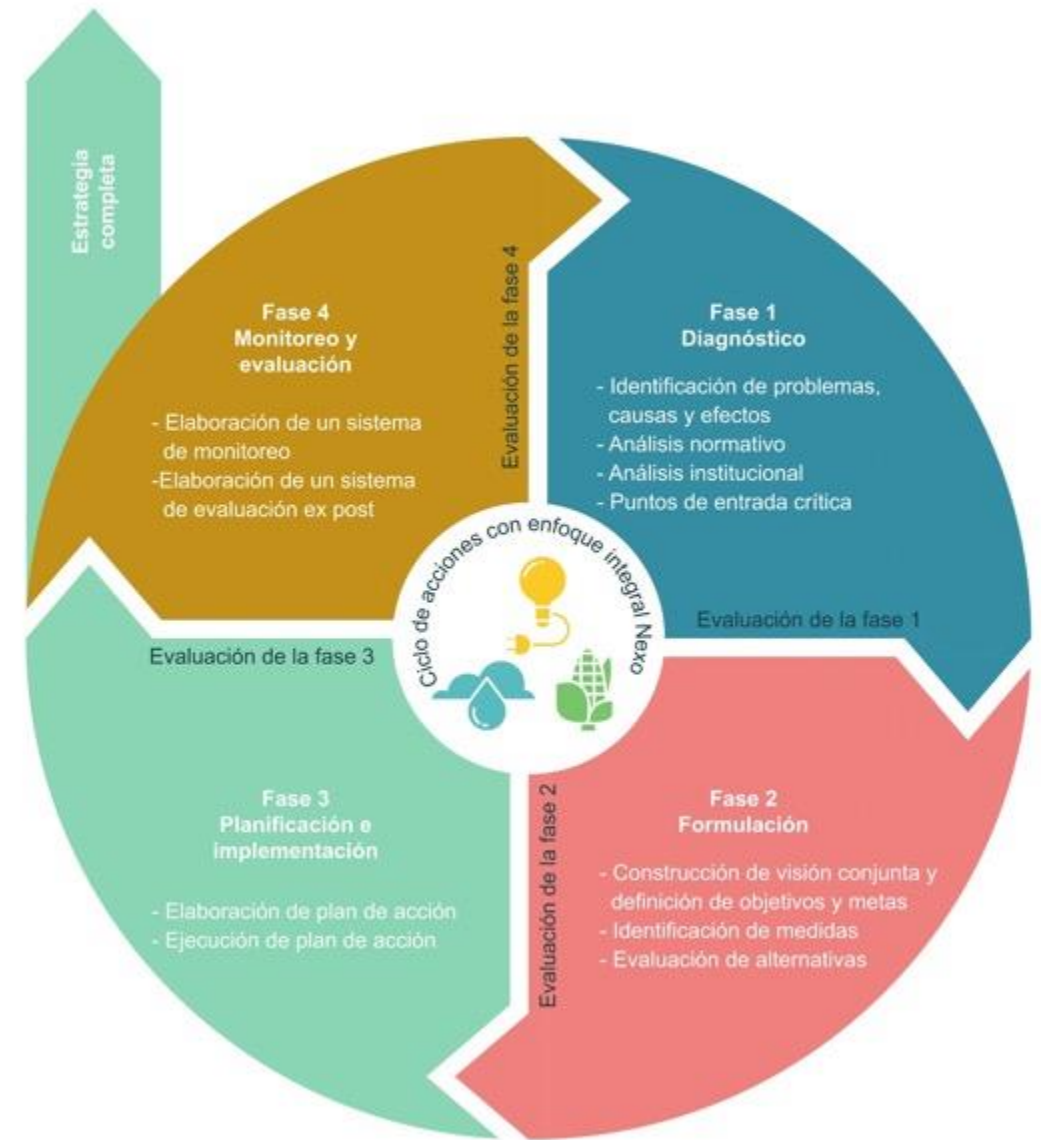 Estrategia
completa
Fase 4
Monitoreo y
evaluación
- Elaboración de un sistema
de monitoreo
-Elaboración de un sistema
de evaluación ex post
Evaluación de la fase 4
Fase 1
Diagnóstico
- Identificación de problemas,
causas y efectos
- Análisis normativo
- Análisis institucional
- Puntos de entrada crítica
Evaluación de la fase 1
Ciclo de acciones con enfoque integral Nexo
Evaluación de la fase 3
Fase 3
Planificación e
implementación
- Elaboración de plan de acción
- Ejecución de plan de acción
Evaluación de la fase 2
Fase 2
Formulación
- Construcción de visión conjunta y
definición de objetivos y metas
- Identificación de medidas
- Evaluación de alternativas